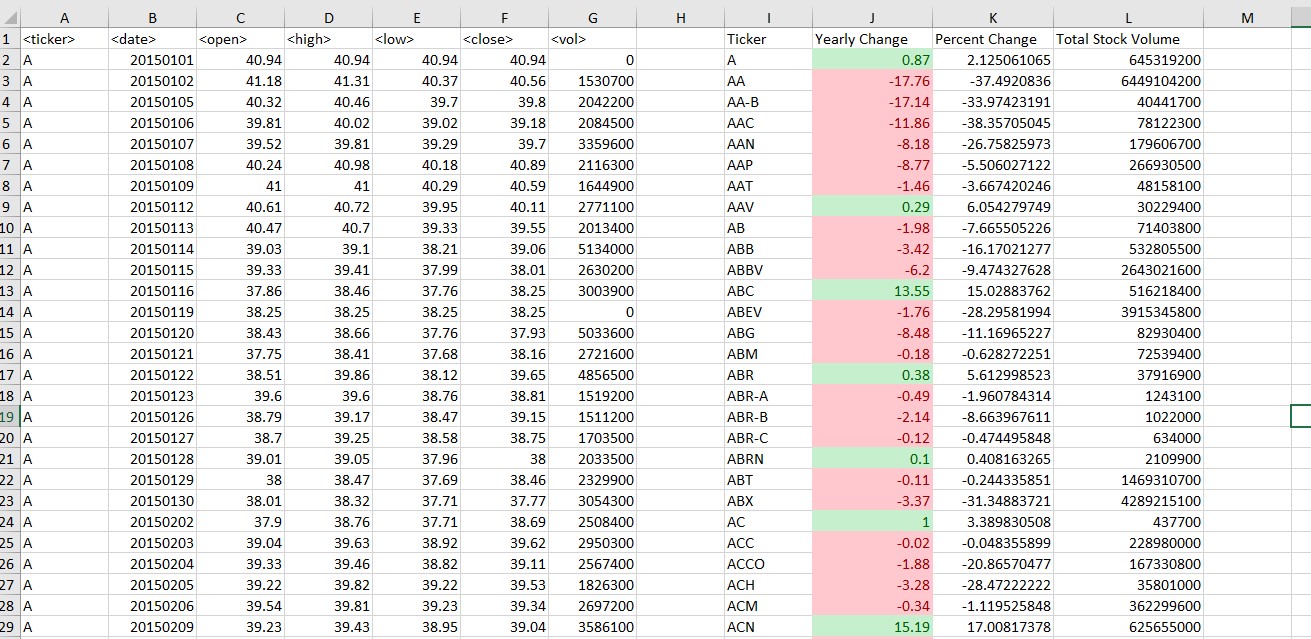 A B C D E F G H I J K L M
1 <ticker> <date> <open> <high> <low> <close> <vol> Ticker Yearly Change Percent Change Total Stock Volume
2 A 20150101 40.94 40.94 40.94 40.94 0 A 0.87 2.125061065 645319200
3 A 20150102 41.18 41.31 40.37 40.56 1530700 AA -17.76 -37.4920836 6449104200
4 A 20150105 40.32 40.46 39.7 39.8 2042200 AA-B -17.14 -33.97423191 40441700
5 A 20150106 39.81 40.02 39.02 39.18 2084500 AAC -11.86 -38.35705045 78122300
6 A 20150107 39.52 39.81 39.29 39.7 3359600 AAN -8.18 -26.75825973 179606700
7 A 20150108 40.24 40.98 40.18 40.89 2116300 AAP -8.77 -5.506027122 266930500
8 A 20150109 41 41 40.29 40.59 1644900 AAT -1.46 -3.667420246 48158100
9 A 20150112 40.61 40.72 39.95 40.11 2771100 AAV 0.29 6.054279749 30229400
10 A 20150113 40.47 40.7 39.33 39.55 2013400 AB -1.98 -7.665505226 71403800
11 A 20150114 39.03 39.1 38.21 39.06 5134000 ABB -3.42 -16.17021277 532805500
12 A 20150115 39.33 39.41 37.99 38.01 2630200 ABBV -6.2 -9.474327628 2643021600
13 A 20150116 37.86 38.46 37.76 38.25 3003900 ABC 13.55 15.02883762 516218400
14 A 20150119 38.25 38.25 38.25 38.25 0 ABEV -1.76 -28.29581994 3915345800
15 A 20150120 38.43 38.66 37.76 37.93 5033600 ABG -8.48 -11.16965227 82930400
16 A 20150121 37.75 38.41 37.68 38.16 2721600 ABM -0.18 -0.628272251 72539400
17 A 20150122 38.51 39.86 38.12 39.65 4856500 ABR 0.38 5.612998523 37916900
18 A 20150123 39.6 39.6 38.76 38.81 1519200 ABR-A -0.49 -1.960784314 1243100
19 A 20150126 38.79 39.17 38.47 39.15 1511200 ABR-B -2.14 -8.663967611 1022000
20 A 20150127 38.7 39.25 38.58 38.75 1703500 ABR-C -0.12 -0.474495848 634000
21 A 20150128 39.01 39.05 37.96 38 2033500 ABRN 0.1 0.408163265 2109900
22 A 20150129 38 38.47 37.69 38.46 2329900 ABT -0.11 -0.244335851 1469310700
23 A 20150130 38.01 38.32 37.71 37.77 3054300 ABX -3.37 -31.34883721 4289215100
24 A 20150202 37.9 38.76 37.71 38.69 2508400 AC 1 3.389830508 437700
25 A 20150203 39.04 39.63 38.92 39.62 2950300 ACC -0.02 -0.048355899 228980000
26 A 20150204 39.33 39.46 38.82 39.11 2567400 ACCO -1.88 -20.86570477 167330800
27 A 20150205 39.22 39.82 39.22 39.53 1826300 ACH -3.28 -28.47222222 35801000
28 A 20150206 39.54 39.81 39.23 39.34 2697200 ACM -0.34 -1.119525848 362299600
29 A 20150209 39.23 39.43 38.95 39.04 3586100 ACN 15.19 17.00817378 625655000